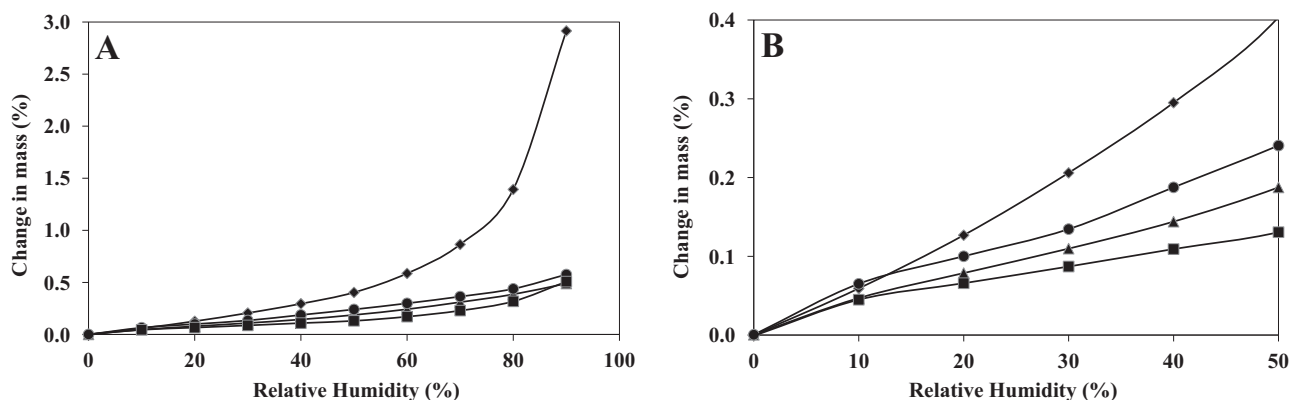 A
Change in mass (%)
3.0
2.5
2.0
1.5
1.0
0.5
0.0
0 20 40 60 80 100
Relative Humidity (%)
B
Change in mass (%)
0.4
0.3
0.2
0.1
0.0
0 10 20 30 40 50
Relative Humidity (%)